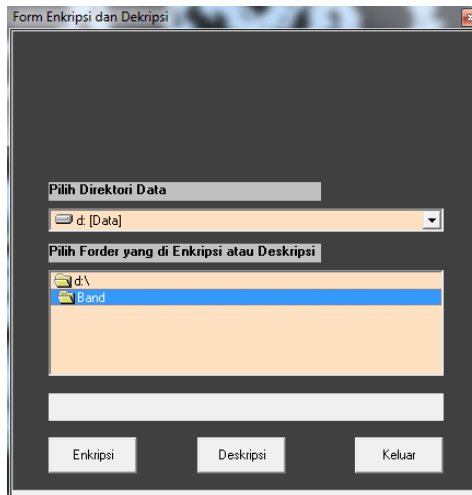 Form Enkripsi dan Dekripsi
Pilih Direktori Data
d: [Data]
Pilih Forder yang di Enkripsi atau Deskripsi
d:\
Band
Enkripsi Deskripsi Keluar